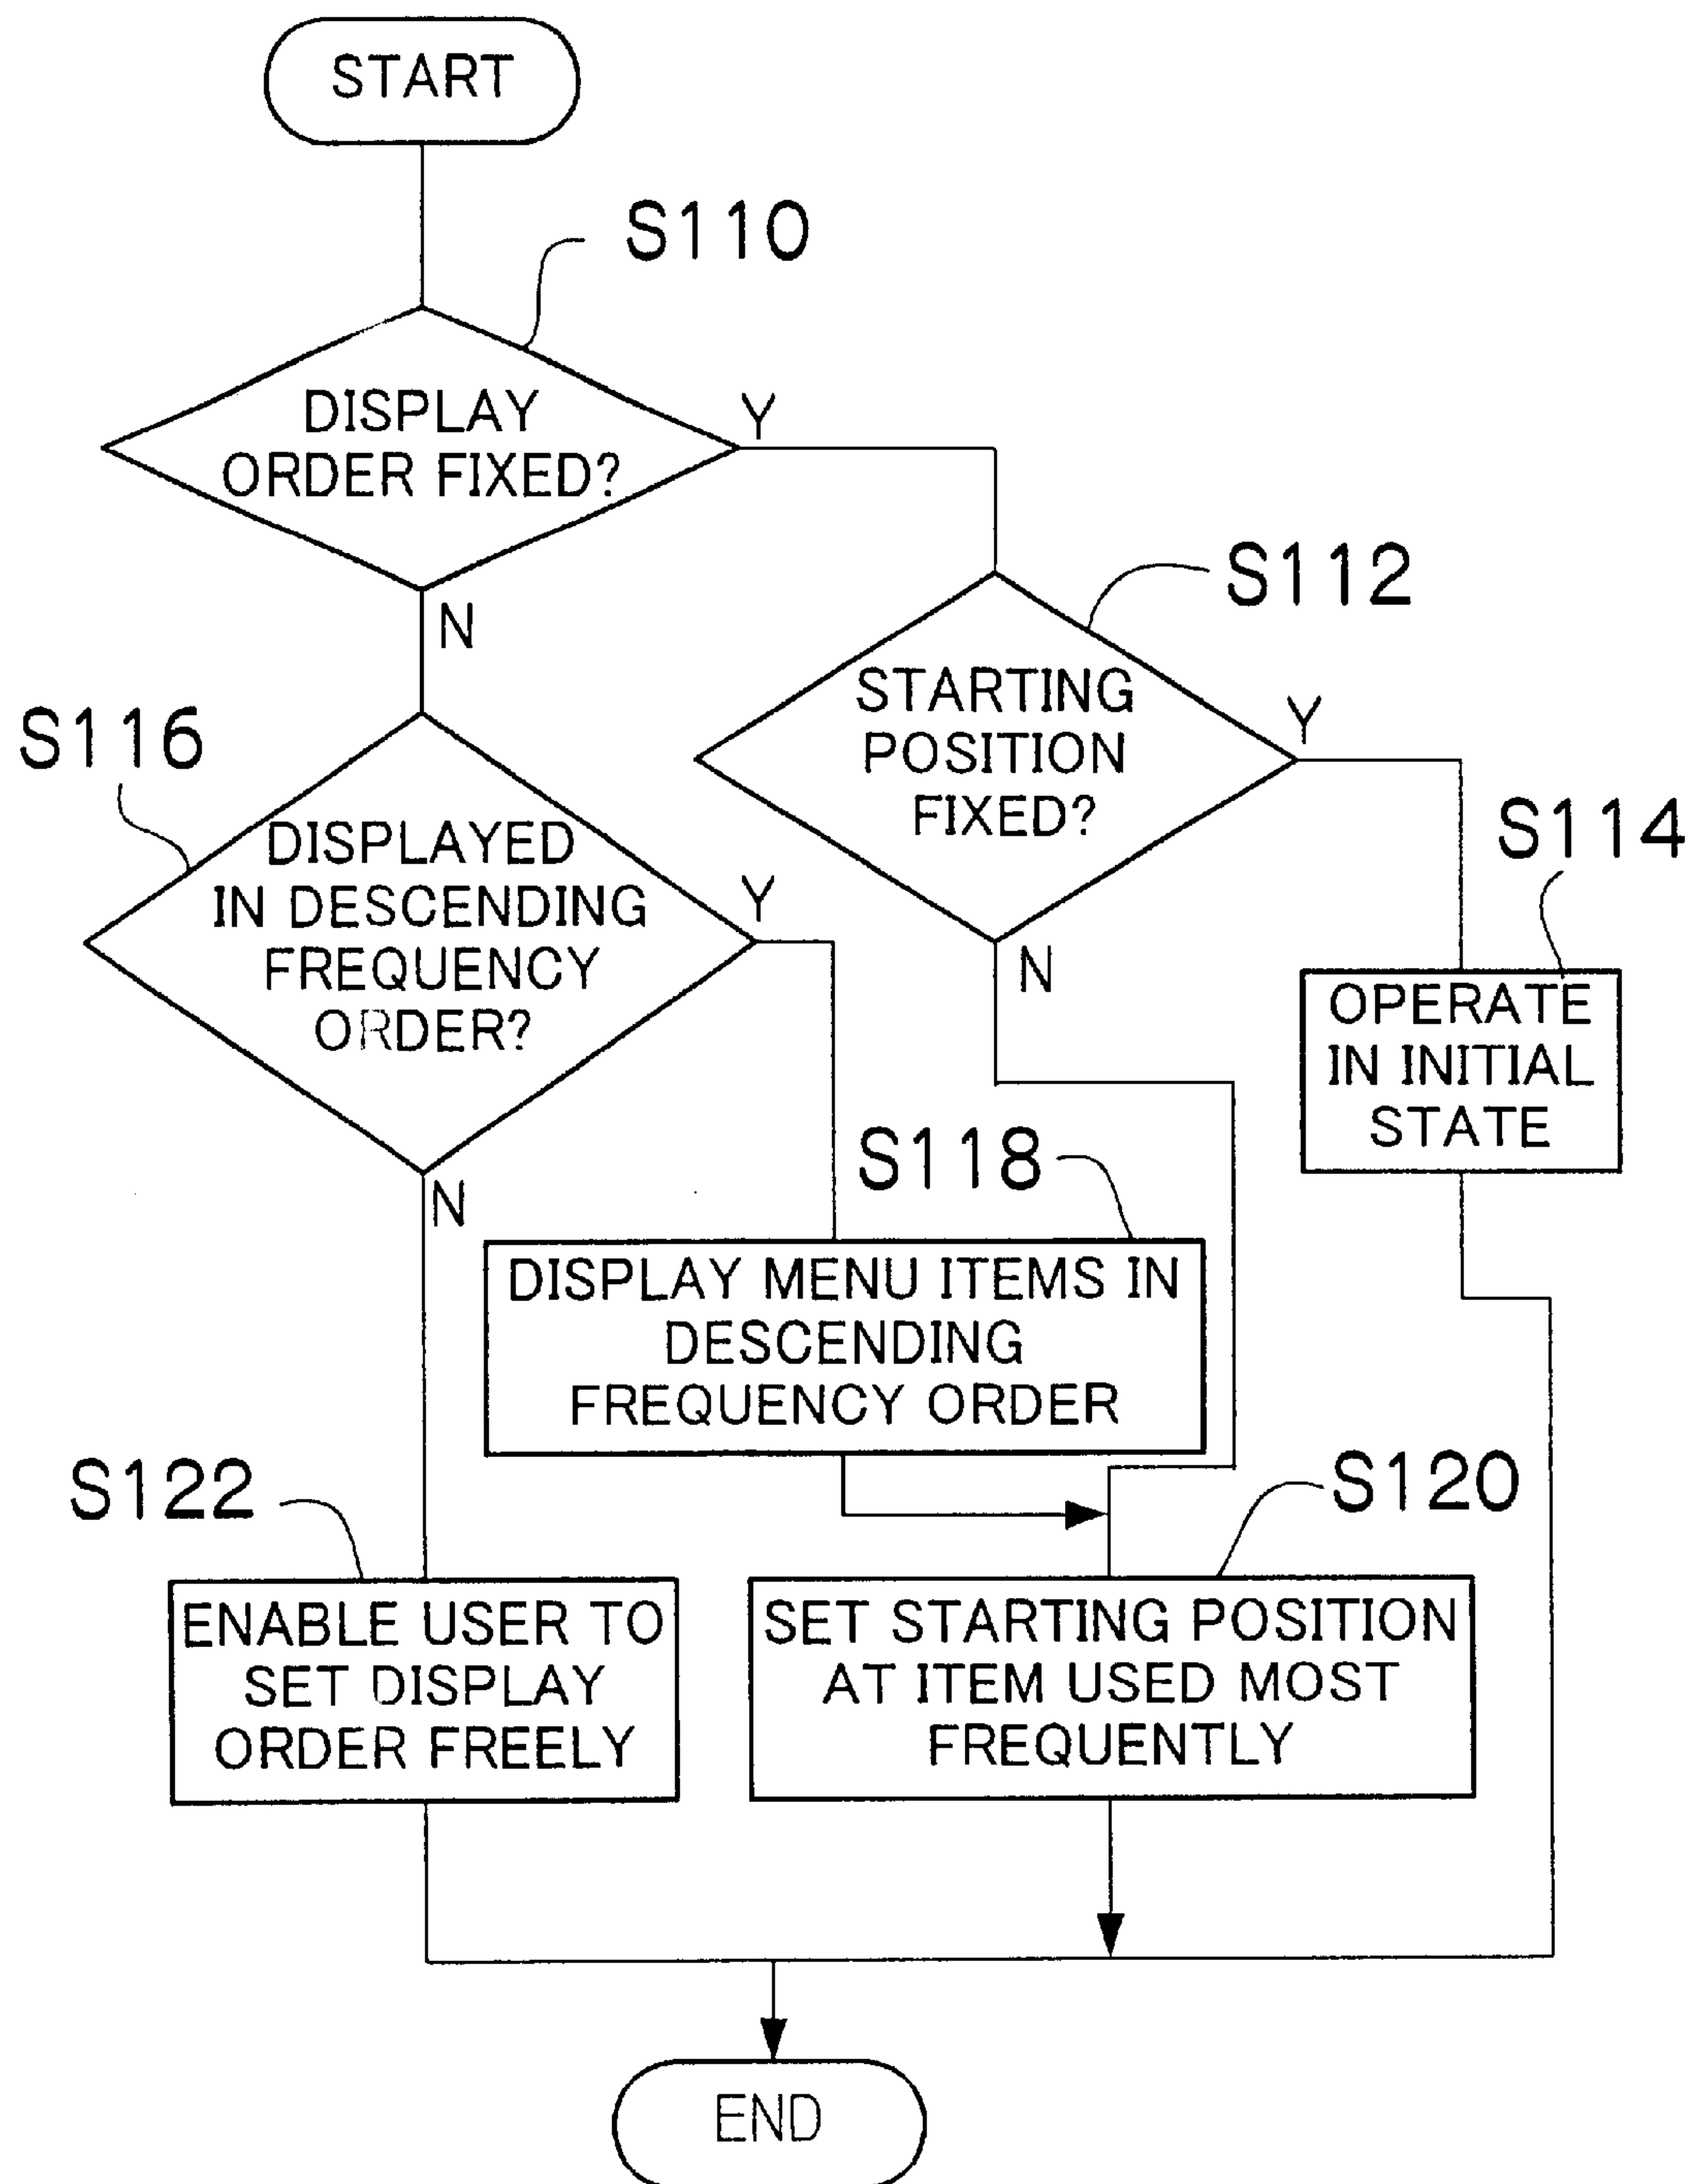 START
S110
DISPLAY
ORDER FIXED?
Y
N
S112
STARTING
POSITION
FIXED?
Y
N
S114
OPERATE
IN INITIAL
STATE
S116
DISPLAYED
IN DESCENDING
FREQUENCY
ORDER?
Y
N
S118
DISPLAY MENU ITEMS IN
DESCENDING
FREQUENCY ORDER
S122
ENABLE USER TO
SET DISPLAY
ORDER FREELY
S120
SET STARTING POSITION
AT ITEM USED MOST
FREQUENTLY
END